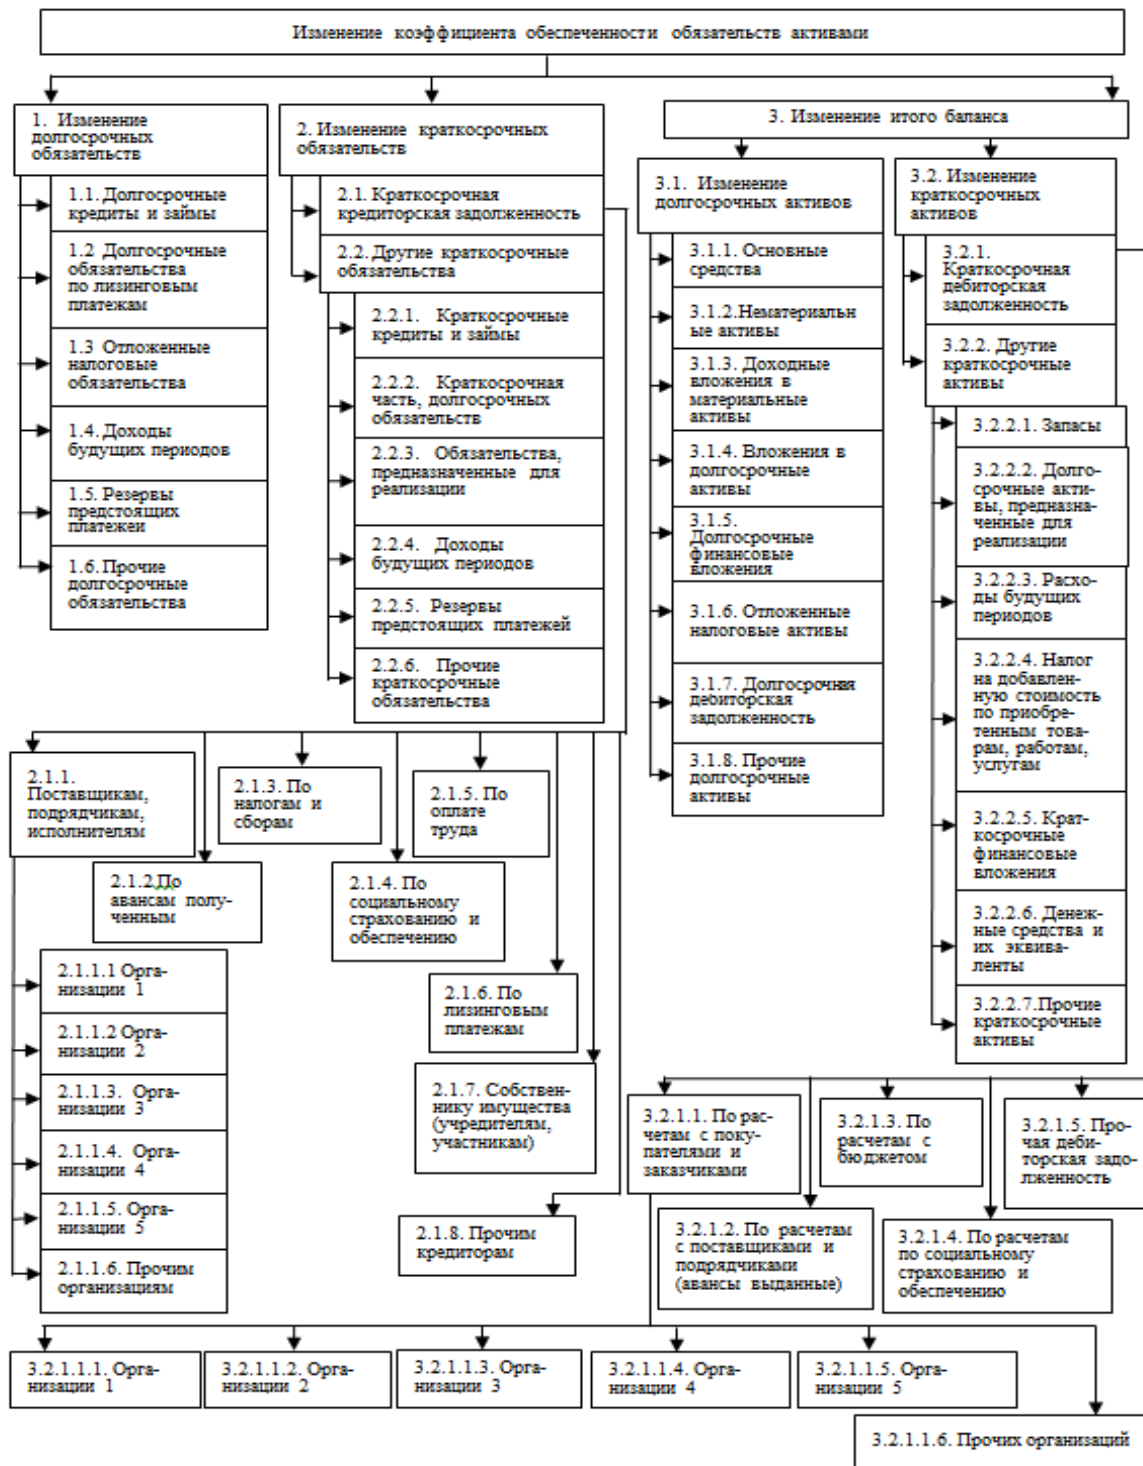 Изменение коэффициента обеспеченности обязательств активами
1. Изменение
долгосрочных
обязательств
1.1. Долгосрочные
кредиты и займы
1.2 Долгосрочные
обязательства
по лизинговым
платежам
1.3 Отложенные
налоговые
обязательства
1.4. Доходы
будущих периодов
1.5. Резервы
предстоящих
платежей
1.6. Прочие
долгосрочные
обязательства
2. Изменение краткосрочных
обязательств
2.1. Краткосрочная
кредиторская задолженность
2.2. Другие краткосрочные
обязательства
2.2.1. Краткосрочные
кредиты и займы
2.2.2. Краткосрочная
часть, долгосрочных
обязательств
2.2.3. Обязательства,
предназначенные для
реализации
2.2.4. Доходы
будущих периодов
2.2.5. Резервы
предстоящих платежей
2.2.6. Прочие
краткосрочные
обязательства
3. Изменение итого баланса
3.1. Изменение
долгосрочных активов
3.1.1. Основные
средства
3.1.2.Нематериальн
ые активы
3.1.3. Доходные
вложения в
материальные
активы
3.1.4. Вложения в
долгосрочные
активы
3.1.5.
Долгосрочные
финансовые
вложения
3.1.6. Отложенные
налоговые активы
3.1.7. Долгосрочная
дебиторская
задолженность
3.1.8. Прочие
долгосрочные
активы
3.2. Изменение
краткосрочных
активов
3.2.1.
Краткосрочная
дебиторская
задолженность
3.2.2. Другие
краткосрочные
активы
3.2.2.1. Запасы
3.2.2.2. Долго-
срочные акти-
вы, предназна-
ченные для
реализации
3.2.2.3. Расхо-
ды будущих
периодов
3.2.2.4. Налог
на добавлен-
ную стоимость
по приобре-
тенным това-
рам, работам,
услугам
3.2.2.5. Крат-
косрочные
финансовые
вложения
3.2.2.6. Денеж-
ные средства и
их эквива-
ленты
3.2.2.7.Прочие
краткосрочные
активы
2.1.1.
Поставщикам,
подрядчикам,
исполнителям
2.1.2.По
авансам полу-
ченным
2.1.3. По
налогам и
сборам
2.1.4. По
социальному
страхованию и
обеспечению
2.1.5. По
оплате
труда
2.1.6. По
лизинговым
платежам
2.1.7. Собствен-
нику имущества
(учредителям,
участникам)
2.1.8. Прочим
кредиторам
2.1.1.1 Орга-
низации 1
2.1.1.2 Орга-
низации 2
2.1.1.3. Орга-
низации 3
2.1.1.4. Орга-
низации 4
2.1.1.5. Орга-
низации 5
2.1.1.6. Прочим
организациям
3.2.1.1. По рас-
четам с поку-
пателями и
заказчиками
3.2.1.2. По расчетам
с поставщиками и
подрядчиками
(авансы выданные)
3.2.1.3. По
расчетам с
бюджетом
3.2.1.4. По расчетам
по социальному
страхованию и
обеспечению
3.2.1.5. Про-
чая деби-
торская задо-
лженность
3.2.1.1.1. Орга-
низации 1
3.2.1.1.2. Орга-
низации 2
3.2.1.1.3. Орга-
низации 3
3.2.1.1.4. Орга-
низации 4
3.2.1.1.5. Орга-
низации 5
3.2.1.1.6. Прочих организаций